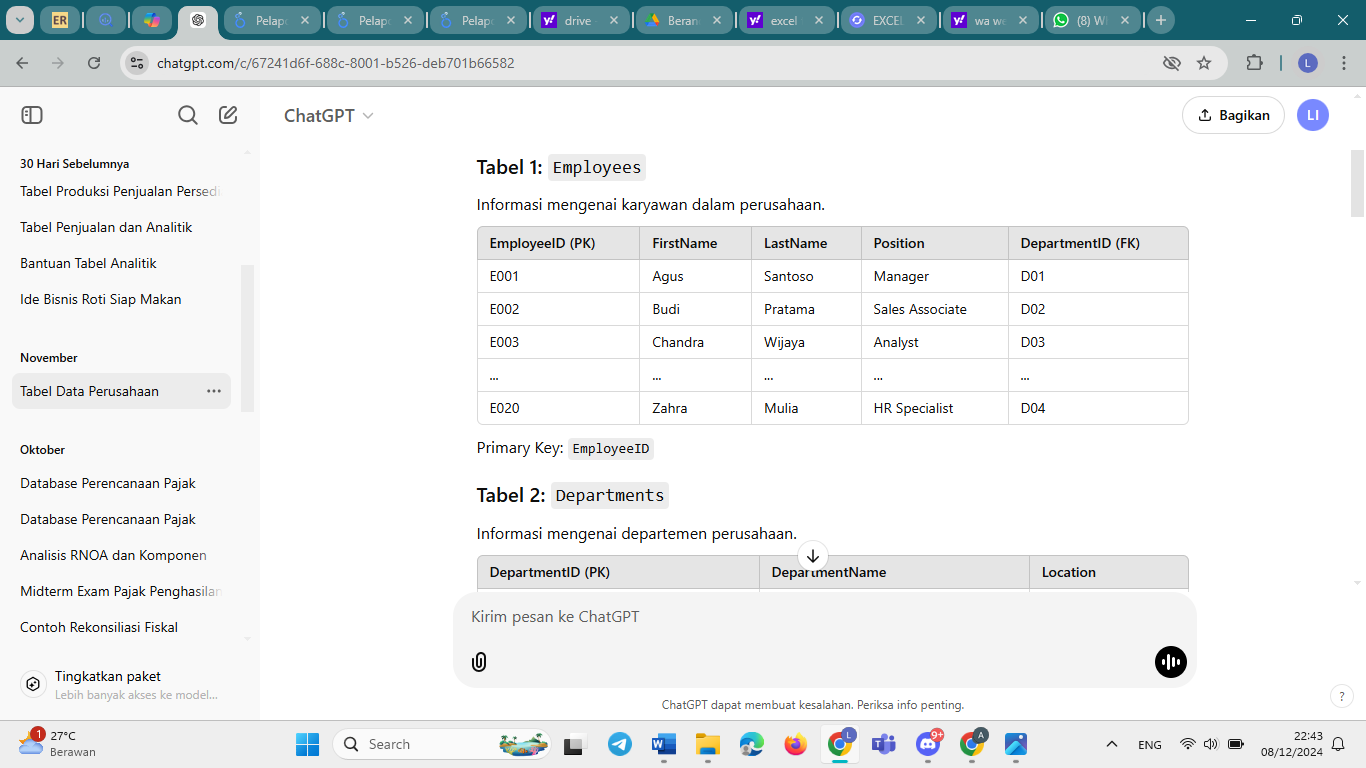 ER
Pelapo
Pelapo
Pelapo
drive
Beran
excel
EXCEL
wa we
(8) W
chatgpt.com/c/67241d6f-688c-8001-b526-deb701b66582
L
ChatGPT
Bagikan
LI
30 Hari Sebelumnya
Tabel Produksi Penjualan Persedi
Tabel Penjualan dan Analitik
Bantuan Tabel Analitik
Ide Bisnis Roti Siap Makan
November
Tabel Data Perusahaan
Oktober
Database Perencanaan Pajak
Database Perencanaan Pajak
Analisis RNOA dan Komponen
Midterm Exam Pajak Penghasilan
Contoh Rekonsiliasi Fiskal
Tingkatkan paket
Lebih banyak akses ke model...
Tabel 1: Employees
Informasi mengenai karyawan dalam perusahaan.
EmployeeID (PK) FirstName LastName Position DepartmentID (FK)
E001 Agus Santoso Manager D01
E002 Budi Pratama Sales Associate D02
E003 Chandra Wijaya Analyst D03
... ... ... ... ...
E020 Zahra Mulia HR Specialist D04
Primary Key: EmployeeID
Tabel 2: Departments
Informasi mengenai departemen perusahaan.
DepartmentID (PK) DepartmentName Location
Kirim pesan ke ChatGPT
ChatGPT dapat membuat kesalahan. Periksa info penting.
?
1
27°C
Berawan
Search
L
9+
A
ENG
22:43
08/12/2024